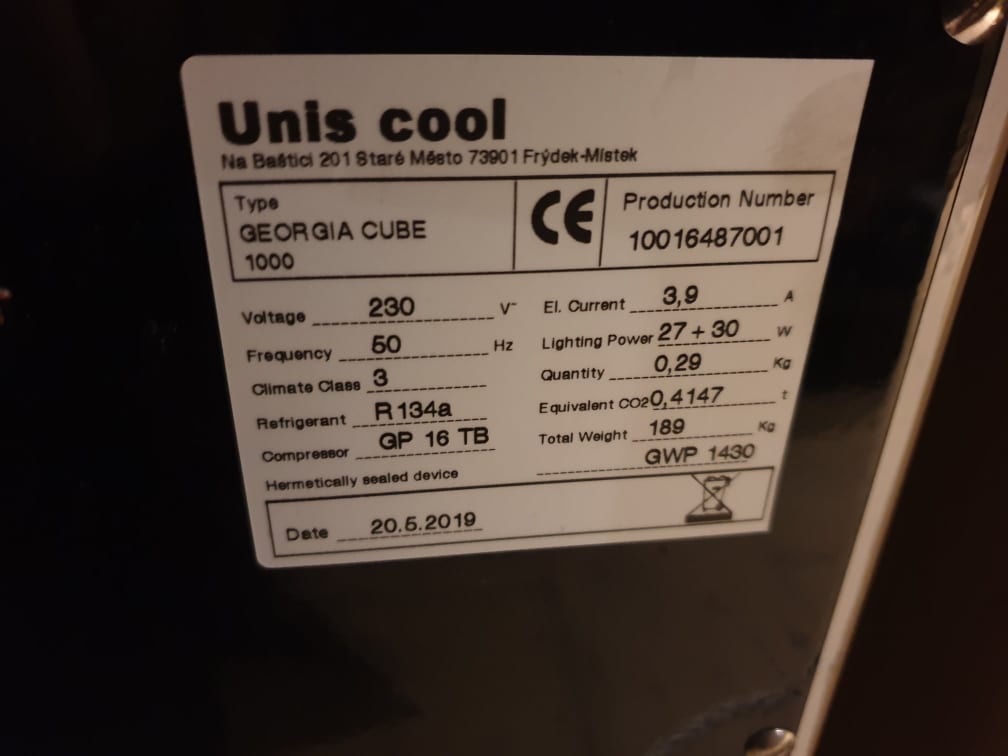 Unis cool
Na Baštici 201 Staré Město 73901 Frýdek-Místek
Type
GEORGIA CUBE
1000
CE
Production Number
10016487001
Voltage 230 V~
Frequency 50 Hz
Climate Class 3
Refrigerant R 134a
Compressor GP 16 TB
Hermetically sealed device
El. Current 3,9 A
Lighting Power 27 + 30 W
Quantity 0,29 Kg
Equivalent CO2 0,4147 t
Total Weight 189 Kg
GWP 1430
Date 20.5.2019